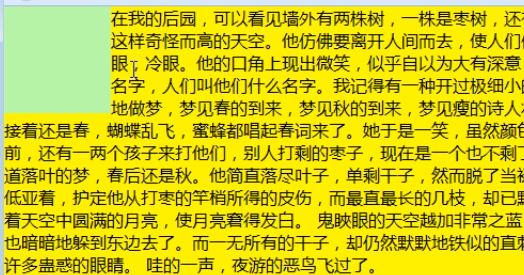 在我的后园，可以看见墙外有两株树，一株是枣树，还
这样奇怪而高的天空。他仿佛要离开人间而去，使人们
眼，冷眼。他的口角上现出微笑，似乎自以为大有深意
名字，人们叫他们什么名字。我记得有一种开过极细小
地做梦，梦见春的到来，梦见秋的到来，梦见瘦的诗人
接着还是春，蝴蝶乱飞，蜜蜂都唱起春词来了。她于是一笑，虽然颜
前，还有一两个孩子来打他们，别人打剩的枣子，现在是一个也不剩
道落叶的梦，春后还是秋。他简直落尽叶子，单剩干子，然而脱了当
低亚着，护定他从打枣的竿梢所得的皮伤，而最直最长的几枝，却已
着天空中圆满的月亮，使月亮窘得发白。 鬼䀹眼的天空越加非常之蓝
也暗暗地躲到东边去了。而一无所有的干子，却仍然默默地铁似的直
许多蛊惑的眼睛。 哇的一声，夜游的恶鸟飞过了。